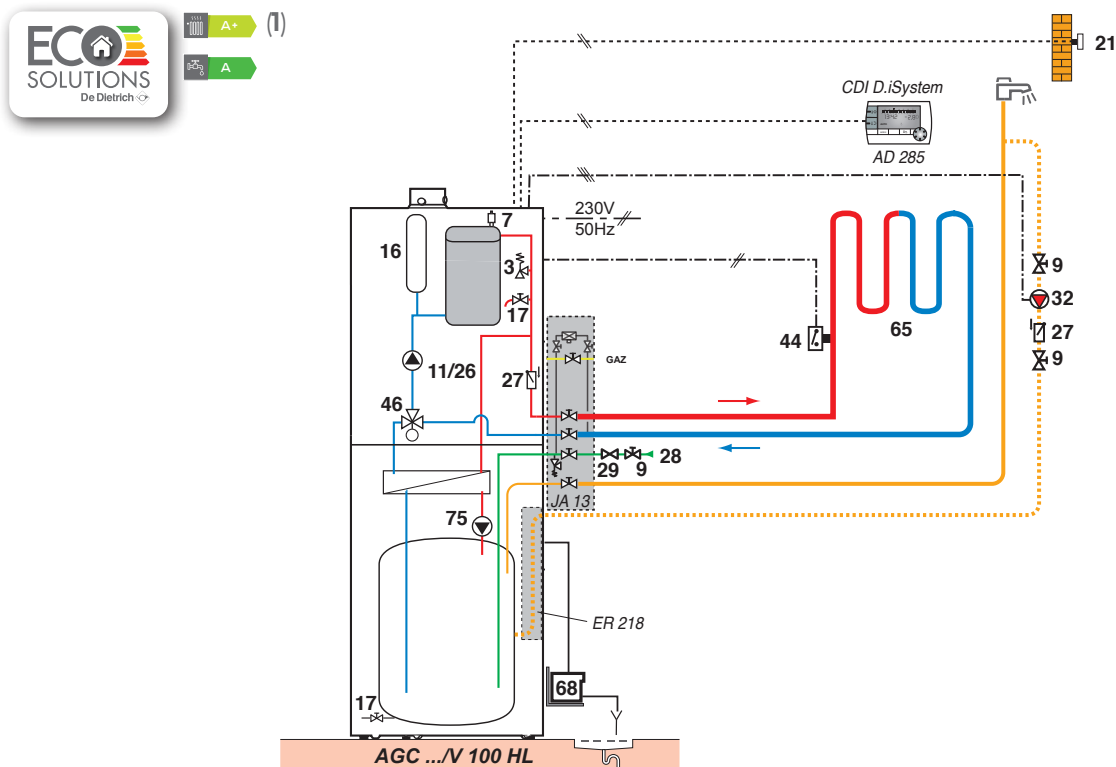 ECO
SOLUTIONS
De Dietrich
A+
(1)
A
21
CDI D.iSystem
AD 285
230V
50Hz
7
16
3
17
9
32
27
9
44
65
11/26
27
GAZ
46
28
29
9
JA 13
75
ER 218
68
17
AGC .../V 100 HL